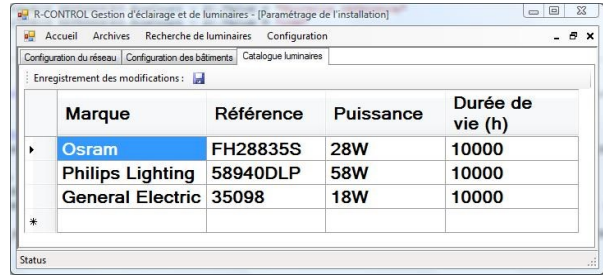 R-CONTROL Gestion d'éclairage et de luminaires - [Paramétrage de l'installation]
Accueil Archives Recherche de luminaires Configuration
Configuration du réseau Configuration des bâtiments Catalogue luminaires
Enregistrement des modifications :
Marque Référence Puissance Durée de vie (h)
Osram FH28835S 28W 10000
Philips Lighting 58940DLP 58W 10000
General Electric 35098 18W 10000
Status